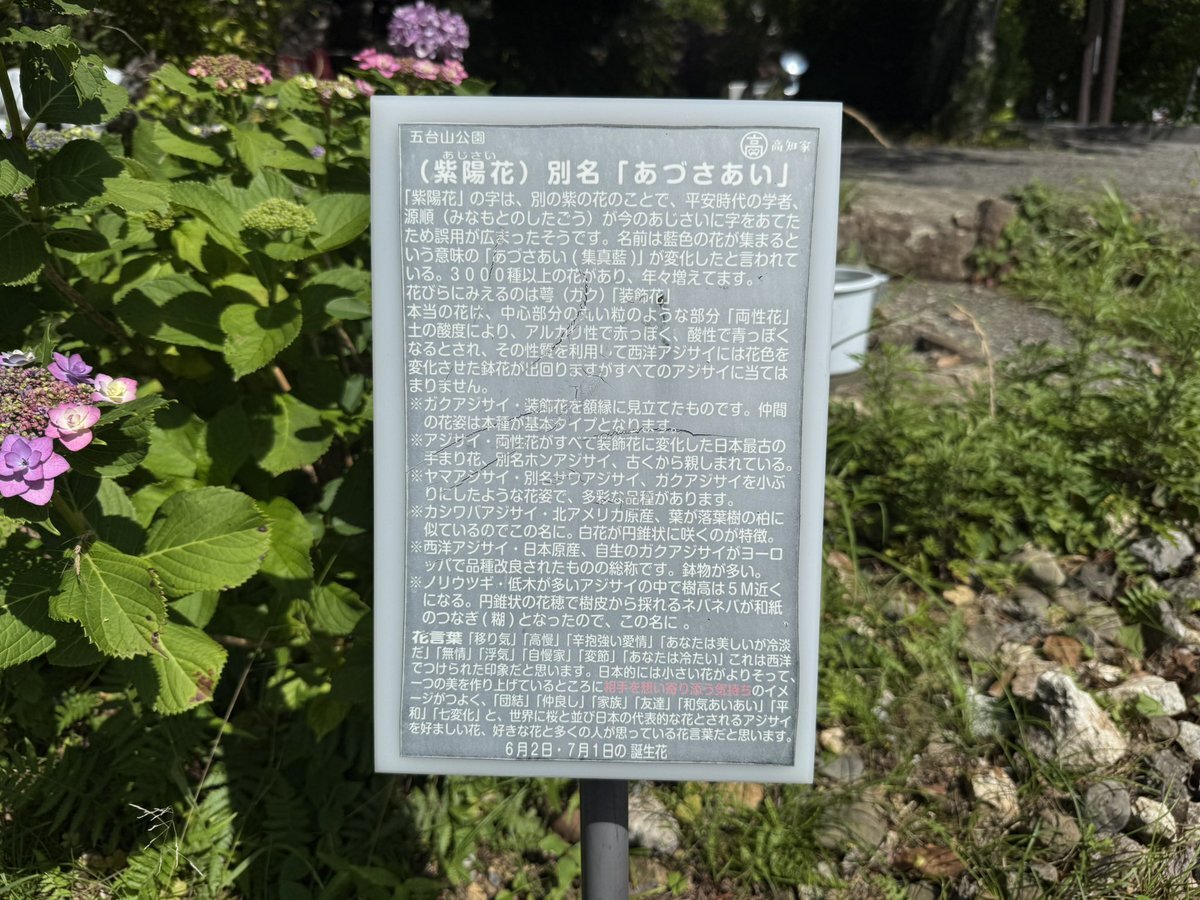 五台山公園
高 高知家
あじさい
（紫陽花）別名「あづさあい」
「紫陽花」の字は、別の紫の花のことで、平安時代の学者、
源順（みなもとのしたごう）が今のあじさいに字をあてた
ため誤用が広まったそうです。名前は藍色の花が集まると
いう意味の「あづさあい（集真藍）」が変化したと言われて
いる。３０００種以上の花があり、年々増えてます。
花びらにみえるのは萼（ガク）「装飾花」
本当の花は、中心部分の丸い粒のような部分「両性花」
土の酸度により、アルカリ性で赤っぽく、酸性で青っぽく
なるとされ、その性質を利用して西洋アジサイには花色を
変化させた鉢花が出回りますがすべてのアジサイに当ては
まりません。
※ガクアジサイ・装飾花を額縁に見立てたものです。仲間
の花姿は本種が基本タイプとなります。
※アジサイ・両性花がすべて装飾花に変化した日本最古の
手まり花、別名ホンアジサイ、古くから親しまれている。
※ヤマアジサイ・別名サワアジサイ、ガクアジサイを小ぶ
りにしたような花姿で、多彩な品種があります。
※カシワバアジサイ・北アメリカ原産、葉が落葉樹の柏に
似ているのでこの名に。白花が円錐状に咲くのが特徴。
※西洋アジサイ・日本原産、自生のガクアジサイがヨーロ
ッパで品種改良されたものの総称です。鉢物が多い。
※ノリウツギ・低木が多いアジサイの中で樹高は５Ｍ近く
になる。円錐状の花穂で樹皮から採れるネバネバが和紙
のつなぎ（糊）となったので、この名に。
花言葉「移り気」「高慢」「辛抱強い愛情」「あなたは美しいが冷淡
だ」「無情」「浮気」「自慢家」「変節」「あなたは冷たい」これは西洋
でつけられた印象だと思います。日本的には小さい花がよりそって、
一つの美を作り上げているところに相手を想い寄り添う気持ちのイメ
ージがつよく、「団結」「仲良し」「家族」「友達」「和気あいあい」「平
和」「七変化」と、世界に桜と並び日本の代表的な花とされるアジサイ
を好ましい花、好きな花と多くの人が思っている花言葉だと思います。
６月２日・７月１日の 誕生花